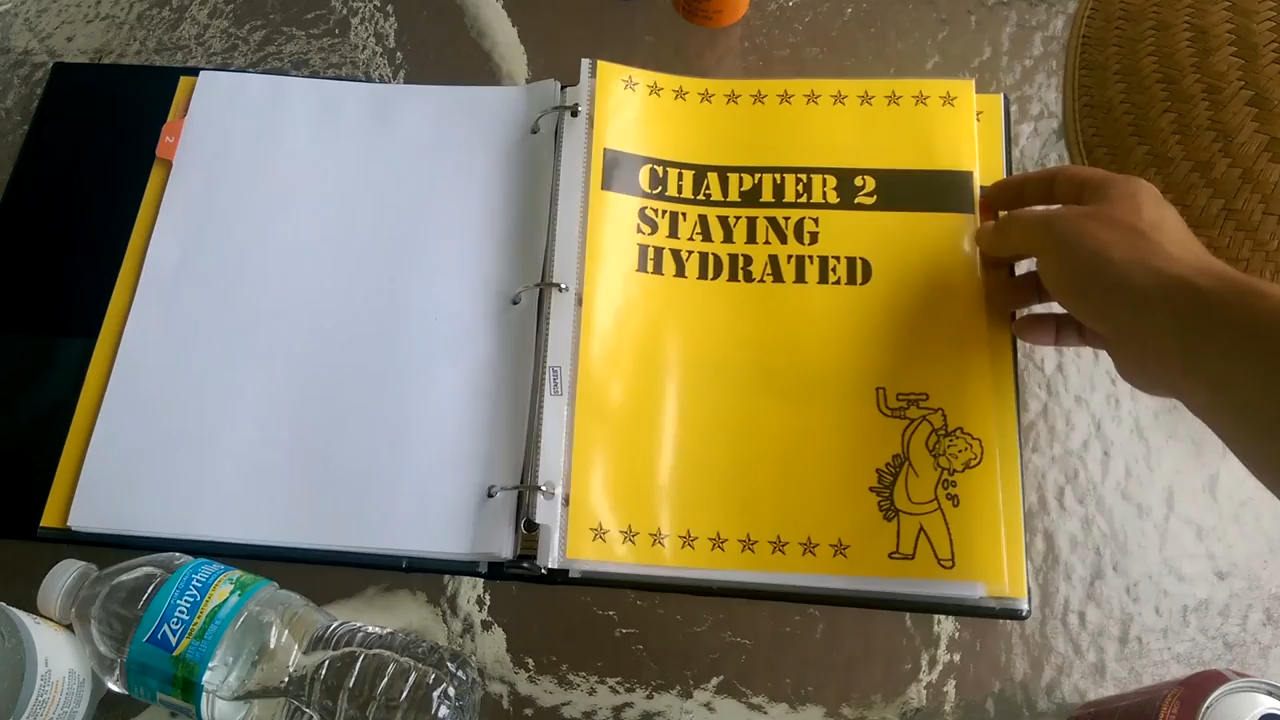 2
CHAPTER 2
STAYING
HYDRATED
STAPLES
Zephyrhills